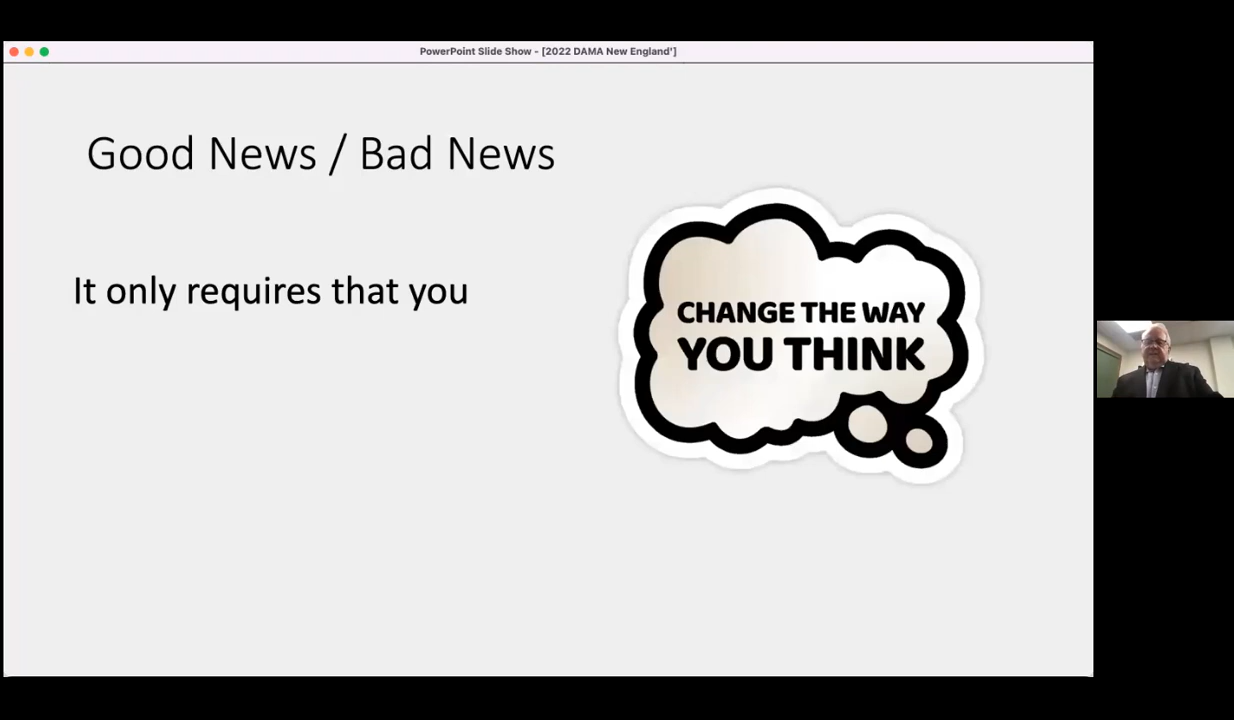 PowerPoint Slide Show - [2022 DAMA New England']
Good News / Bad News
It only requires that you
CHANGE THE WAY
YOU THINK